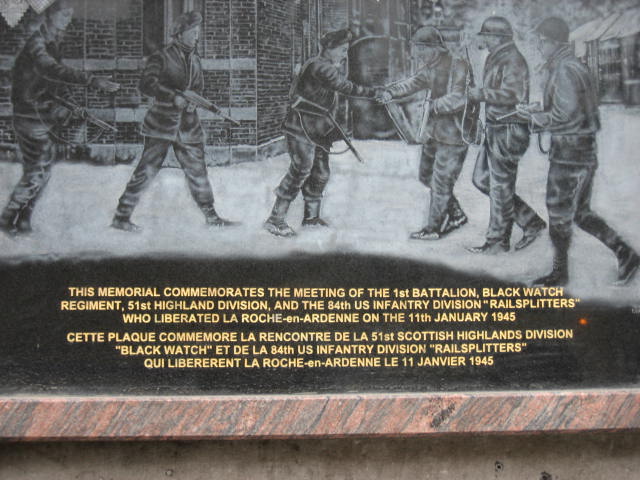 THIS MEMORIAL COMMEMORATES THE MEETING OF THE 1st BATTALION, BLACK WATCH
REGIMENT, 51st HIGHLAND DIVISION, AND THE 84th US INFANTRY DIVISION "RAILSPLITTERS"
WHO LIBERATED LA ROCHE-en-ARDENNE ON THE 11th JANUARY 1945
CETTE PLAQUE COMMEMORE LA RENCONTRE DE LA 51st SCOTTISH HIGHLANDS DIVISION
"BLACK WATCH" ET DE LA 84th US INFANTRY DIVISION "RAILSPLITTERS"
QUI LIBERERENT LA ROCHE-en-ARDENNE LE 11 JANVIER 1945